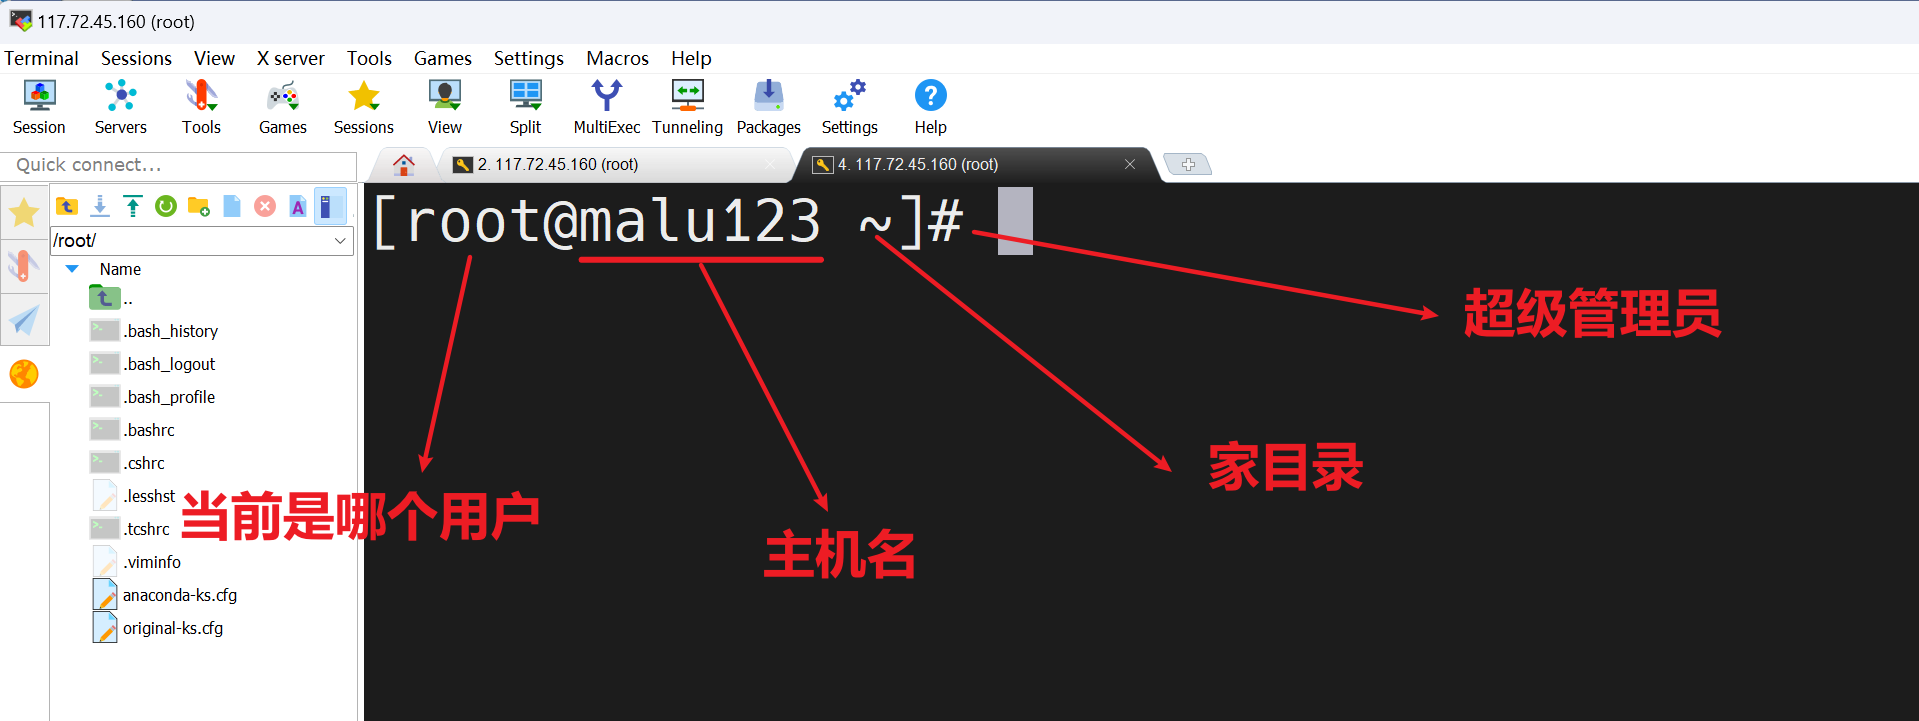 117.72.45.160 (root)
Terminal Sessions View X server Tools Games Settings Macros Help
Session Servers Tools Games Sessions View Split MultiExec Tunneling Packages Settings Help
Quick connect...
2. 117.72.45.160 (root)
4. 117.72.45.160 (root)
/root/
Name
..
.bash_history
.bash_logout
.bash_profile
.bashrc
.cshrc
.lesshst
.tcshrc
.viminfo
anaconda-ks.cfg
original-ks.cfg
[root@malu123 ~]#
超级管理员
家目录
当前是哪个用户
主机名